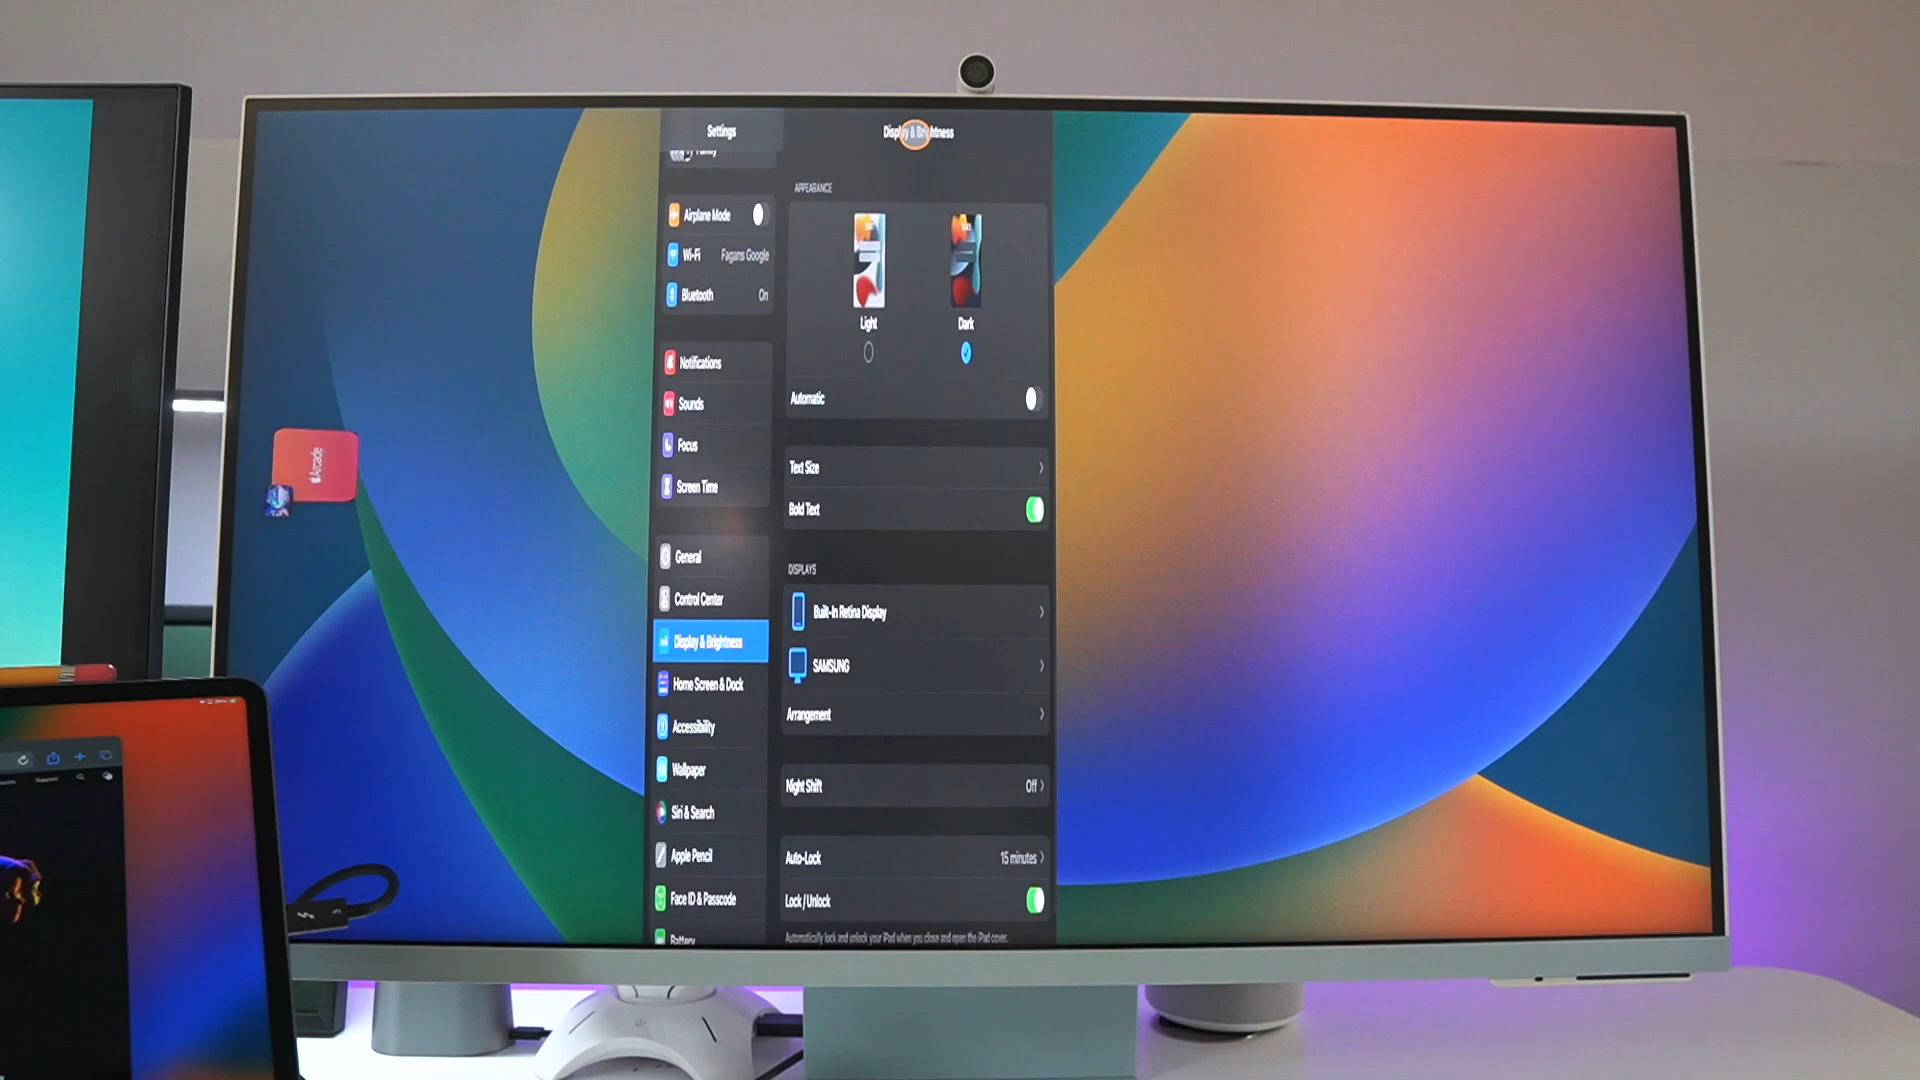 Settings
Display & Brightness
Family
Airplane Mode
Wi-Fi Fagans Google
Bluetooth On
Notifications
Sounds
Focus
Screen Time
General
Control Center
Display & Brightness
Home Screen & Dock
Accessibility
Wallpaper
Siri & Search
Apple Pencil
Face ID & Passcode
Battery
APPEARANCE
Light
Dark
Automatic
Text Size
Bold Text
DISPLAYS
Built-In Retina Display
SAMSUNG
Arrangement
Night Shift Off
Auto-Lock 15 minutes
Lock / Unlock
Automatically lock and unlock your iPad when you close and open the iPad cover.
Arcade